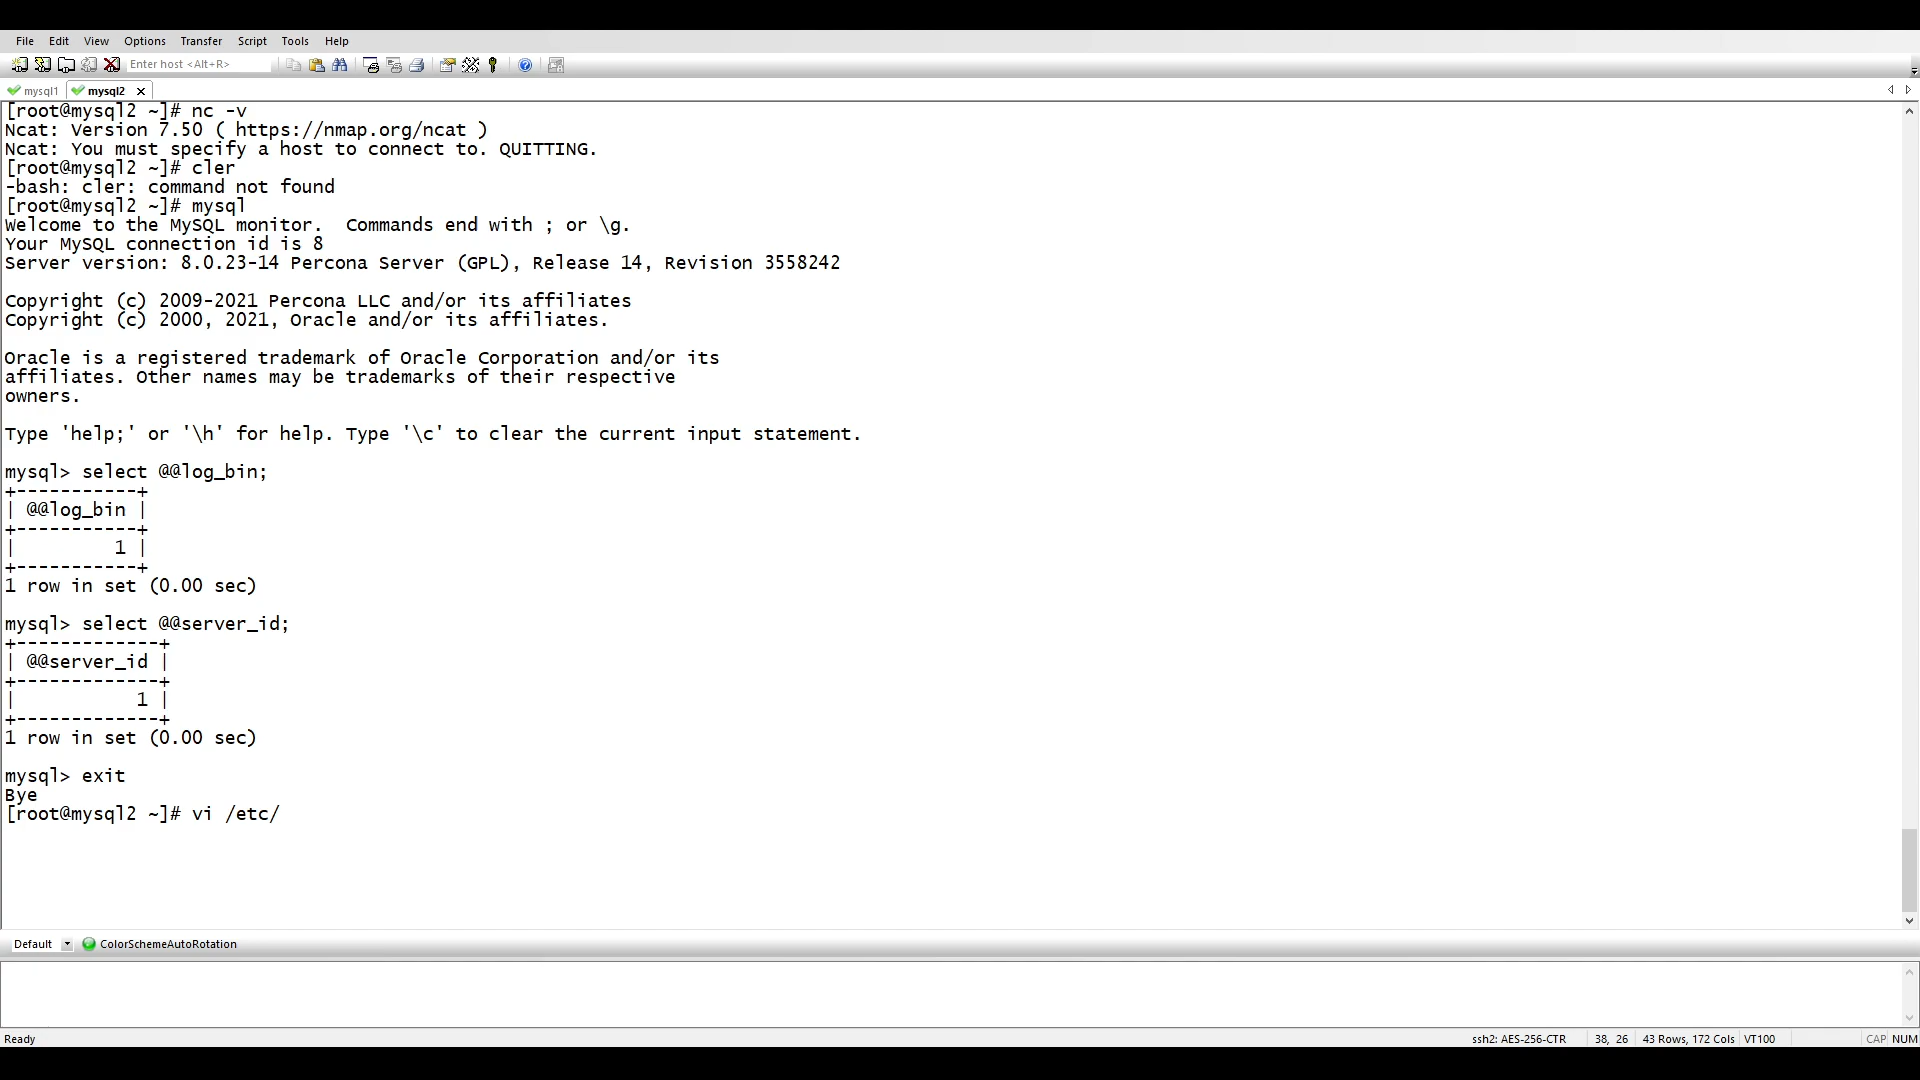 File Edit View Options Transfer Script Tools Help
Enter host <Alt+R>
mysql1 mysql2
[root@mysql2 ~]# nc -v
Ncat: Version 7.50 ( https://nmap.org/ncat )
Ncat: You must specify a host to connect to. QUITTING.
[root@mysql2 ~]# cler
-bash: cler: command not found
[root@mysql2 ~]# mysql
Welcome to the MySQL monitor.  Commands end with ; or \g.
Your MySQL connection id is 8
Server version: 8.0.23-14 Percona Server (GPL), Release 14, Revision 3558242
Copyright (c) 2009-2021 Percona LLC and/or its affiliates
Copyright (c) 2000, 2021, Oracle and/or its affiliates.
Oracle is a registered trademark of Oracle Corporation and/or its
affiliates. Other names may be trademarks of their respective
owners.
Type 'help;' or '\h' for help. Type '\c' to clear the current input statement.
mysql> select @@log_bin;
+-----------+
| @@log_bin |
+-----------+
|         1 |
+-----------+
1 row in set (0.00 sec)
mysql> select @@server_id;
+-------------+
| @@server_id |
+-------------+
|           1 |
+-------------+
1 row in set (0.00 sec)
mysql> exit
Bye
[root@mysql2 ~]# vi /etc/
Default ColorSchemeAutoRotation
Ready ssh2: AES-256-CTR 38, 26 43 Rows, 172 Cols VT100 CAP NUM